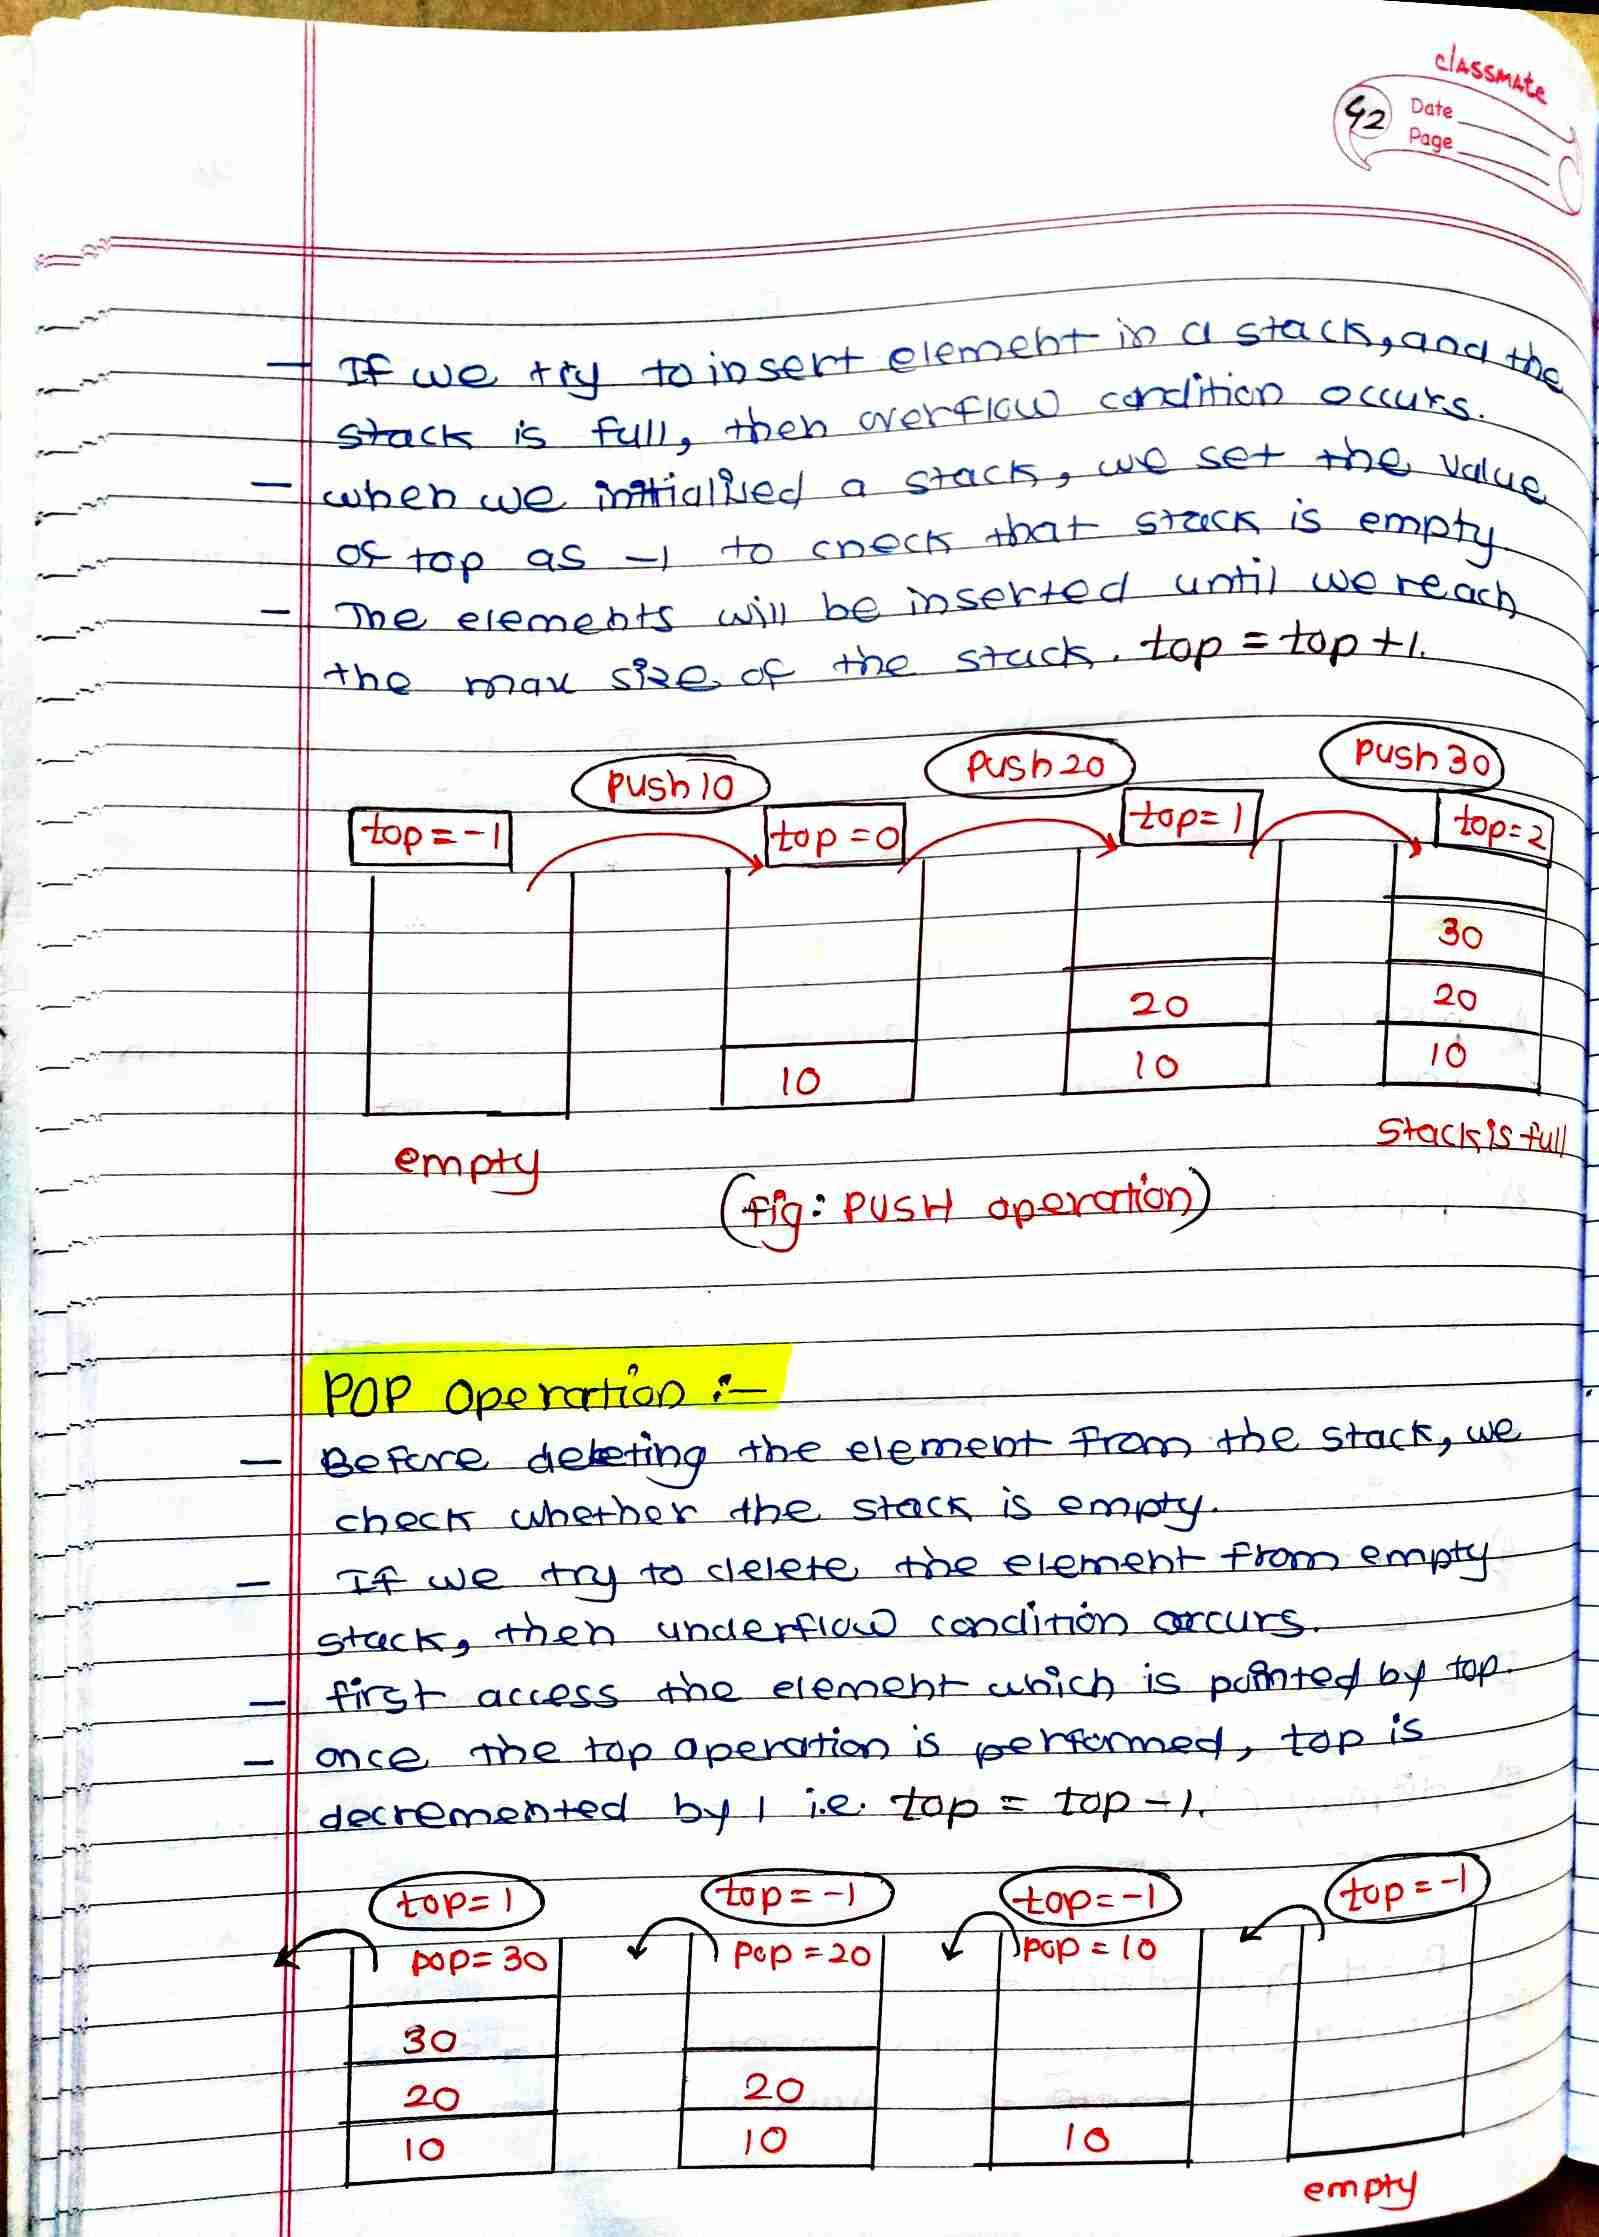 classmate
42 Date
Page
- If we try to insert element in a stack, and the
stack is full, then overflow condition occurs.
- when we initialised a stack, we set the value
of top as -1 to check that stack is empty
- The elements will be inserted until we reach
the max size of the stack. top = top +1.
push 10 push 20 push 30
top = -1 top = 0 top = 1 top = 2
30
20 20
10 10 10
Stack is full
empty
(fig: PUSH operation)
POP operation :-
- Before deleting the element from the stack, we
check whether the stack is empty.
- If we try to delete the element from empty
stack, then underflow condition occurs.
- first access the element which is pointed by top.
- once the top operation is performed, top is
decremented by 1 i.e. top = top -1.
top = 1 top = -1 top = -1 top = -1
pop = 30 pop = 20 pop = 10
30
20 20
10 10 10
empty